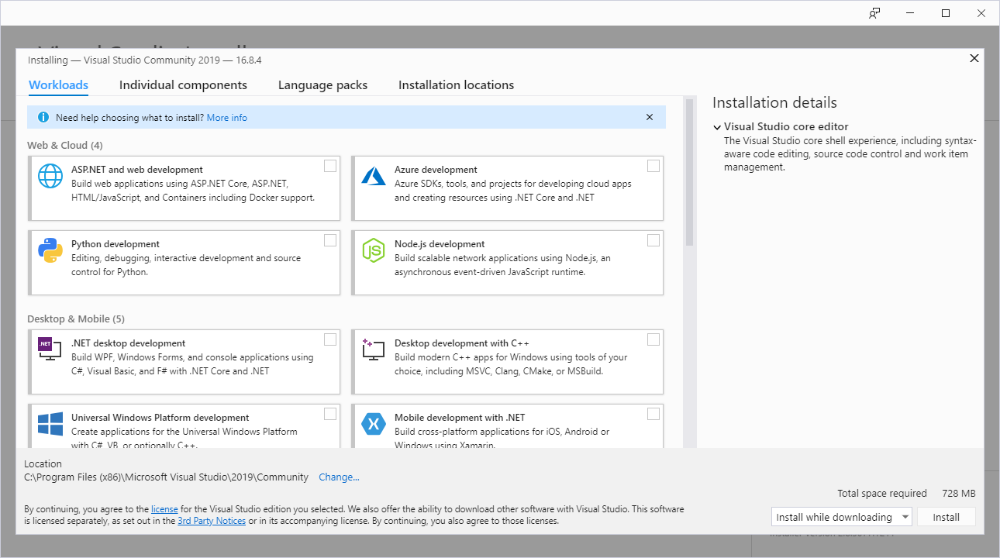 Installing — Visual Studio Community 2019 — 16.8.4
Workloads
Individual components
Language packs
Installation locations
Need help choosing what to install? More info
Web & Cloud (4)
ASP.NET and web development
Build web applications using ASP.NET Core, ASP.NET,
HTML/JavaScript, and Containers including Docker support.
Azure development
Azure SDKs, tools, and projects for developing cloud apps
and creating resources using .NET Core and .NET
Python development
Editing, debugging, interactive development and source
control for Python.
JS
Node.js development
Build scalable network applications using Node.js, an
asynchronous event-driven JavaScript runtime.
Desktop & Mobile (5)
.NET
.NET desktop development
Build WPF, Windows Forms, and console applications using
C#, Visual Basic, and F# with .NET Core and .NET
Desktop development with C++
Build modern C++ apps for Windows using tools of your
choice, including MSVC, Clang, CMake, or MSBuild.
Universal Windows Platform development
Create applications for the Universal Windows Platform
with C#, VB, or optionally C++.
Mobile development with .NET
Build cross-platform applications for iOS, Android or
Windows using Xamarin.
Installation details
Visual Studio core editor
The Visual Studio core shell experience, including syntax-
aware code editing, source code control and work item
management.
Location
C:\Program Files (x86)\Microsoft Visual Studio\2019\Community Change...
Total space required 728 MB
By continuing, you agree to the license for the Visual Studio edition you selected. We also offer the ability to download other software with Visual Studio. This software
is licensed separately, as set out in the 3rd Party Notices or in its accompanying license. By continuing, you also agree to those licenses.
Install while downloading
Install